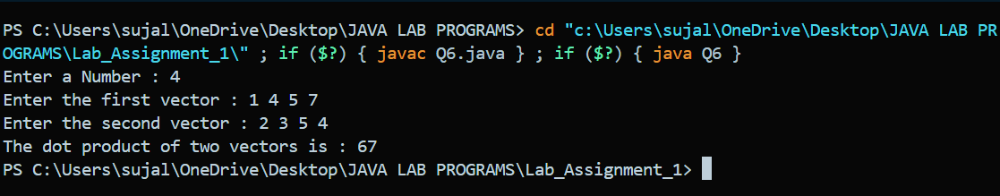 PS C:\Users\sujal\OneDrive\Desktop\JAVA LAB PROGRAMS> cd "c:\Users\sujal\OneDrive\Desktop\JAVA LAB PR
OGRAMS\Lab_Assignment_1\" ; if ($?) { javac Q6.java } ; if ($?) { java Q6 }
Enter a Number : 4
Enter the first vector : 1 4 5 7
Enter the second vector : 2 3 5 4
The dot product of two vectors is : 67
PS C:\Users\sujal\OneDrive\Desktop\JAVA LAB PROGRAMS\Lab_Assignment_1>